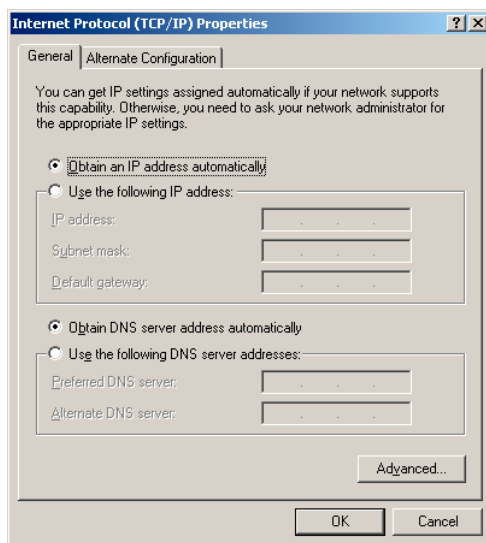 Internet Protocol (TCP/IP) Properties
General
Alternate Configuration
You can get IP settings assigned automatically if your network supports
this capability. Otherwise, you need to ask your network administrator for
the appropriate IP settings.
Obtain an IP address automatically
Use the following IP address:
IP address:
Subnet mask:
Default gateway:
Obtain DNS server address automatically
Use the following DNS server addresses:
Preferred DNS server:
Alternate DNS server:
Advanced...
OK
Cancel